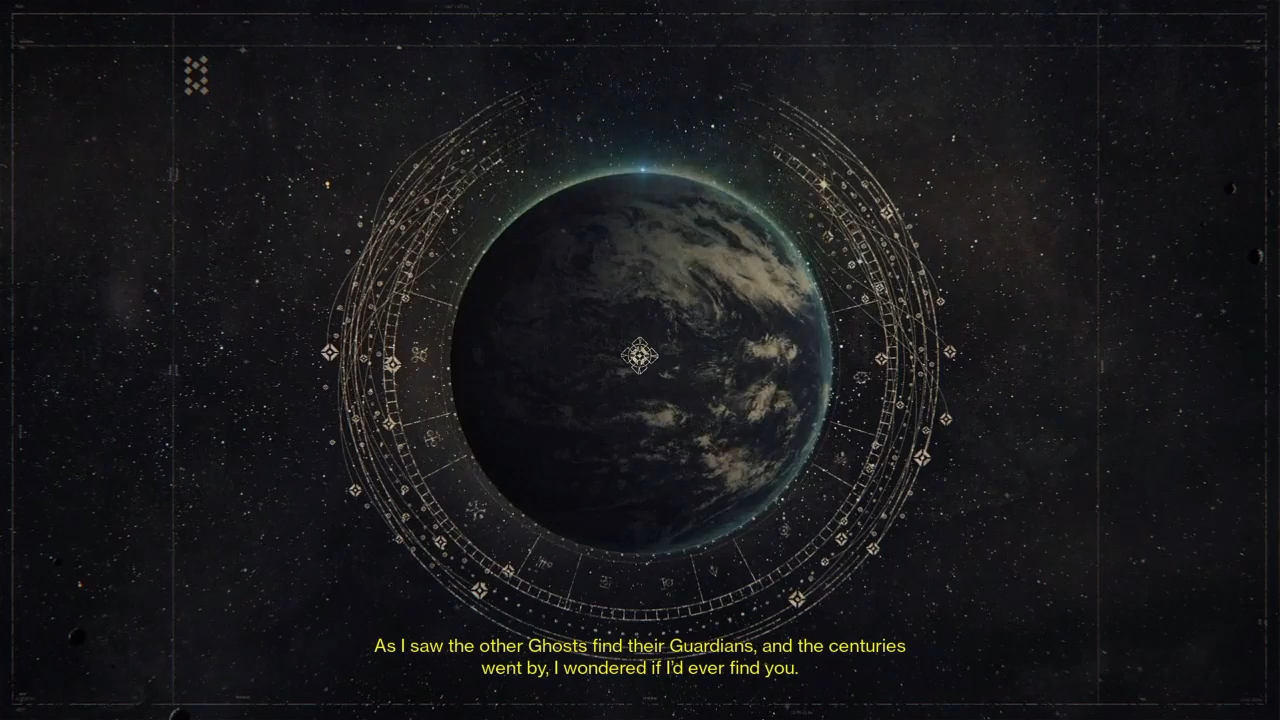 As I saw the other Ghosts find their Guardians, and the centuries
went by, I wondered if I'd ever find you.